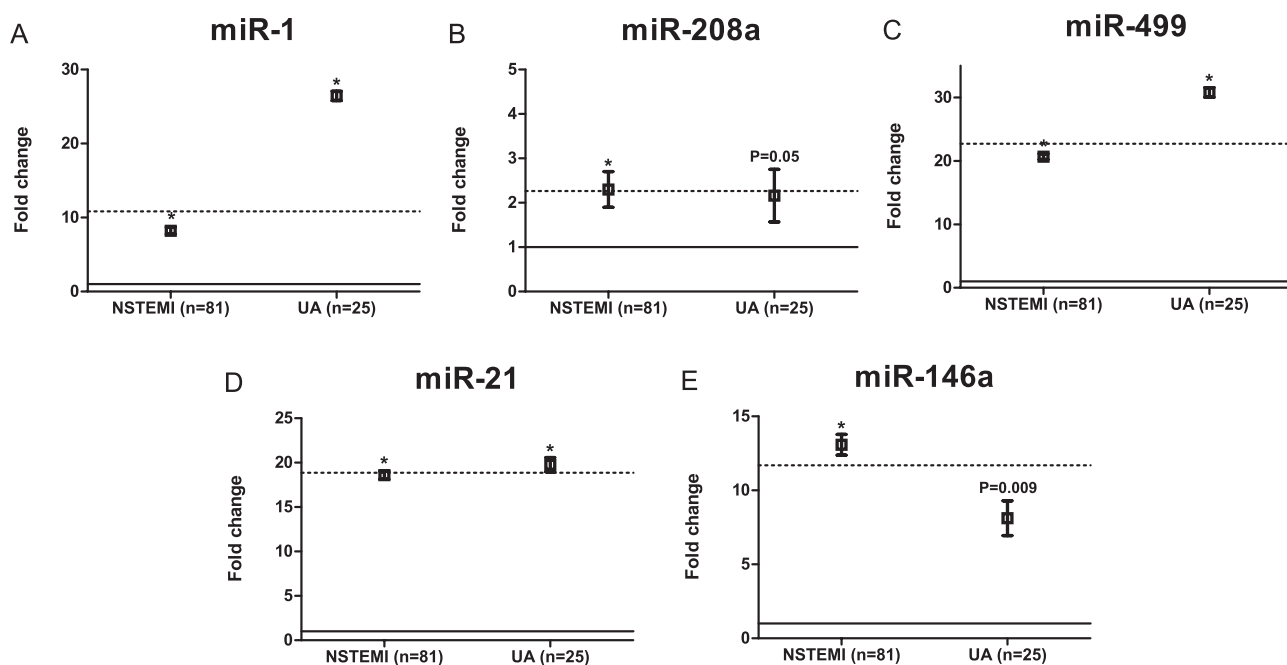 A
miR-1
30
20
10
0
Fold change
*
*
NSTEMI (n=81)
UA (n=25)
B
miR-208a
5
4
3
2
1
0
Fold change
*
P=0.05
NSTEMI (n=81)
UA (n=25)
C
miR-499
30
20
10
0
Fold change
*
*
NSTEMI (n=81)
UA (n=25)
D
miR-21
25
20
15
10
5
0
Fold change
*
*
NSTEMI (n=81)
UA (n=25)
E
miR-146a
15
10
5
0
Fold change
*
P=0.009
NSTEMI (n=81)
UA (n=25)